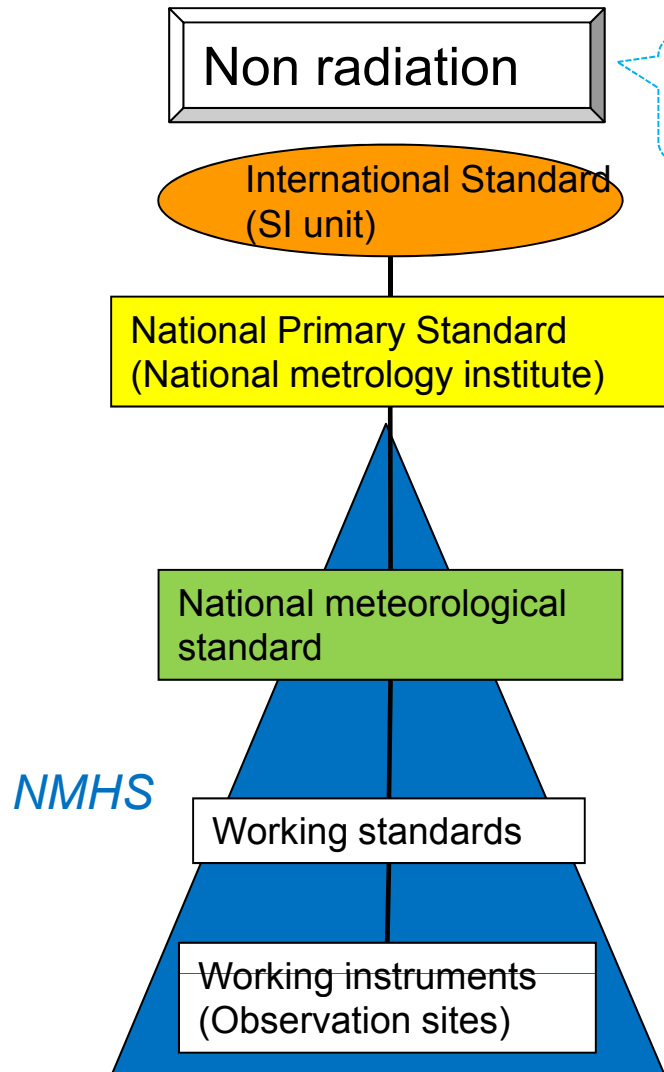 Non radiation
International Standard
(SI unit)
National Primary Standard
(National metrology institute)
National meteorological
standard
NMHS
Working standards
Working instruments
(Observation sites)